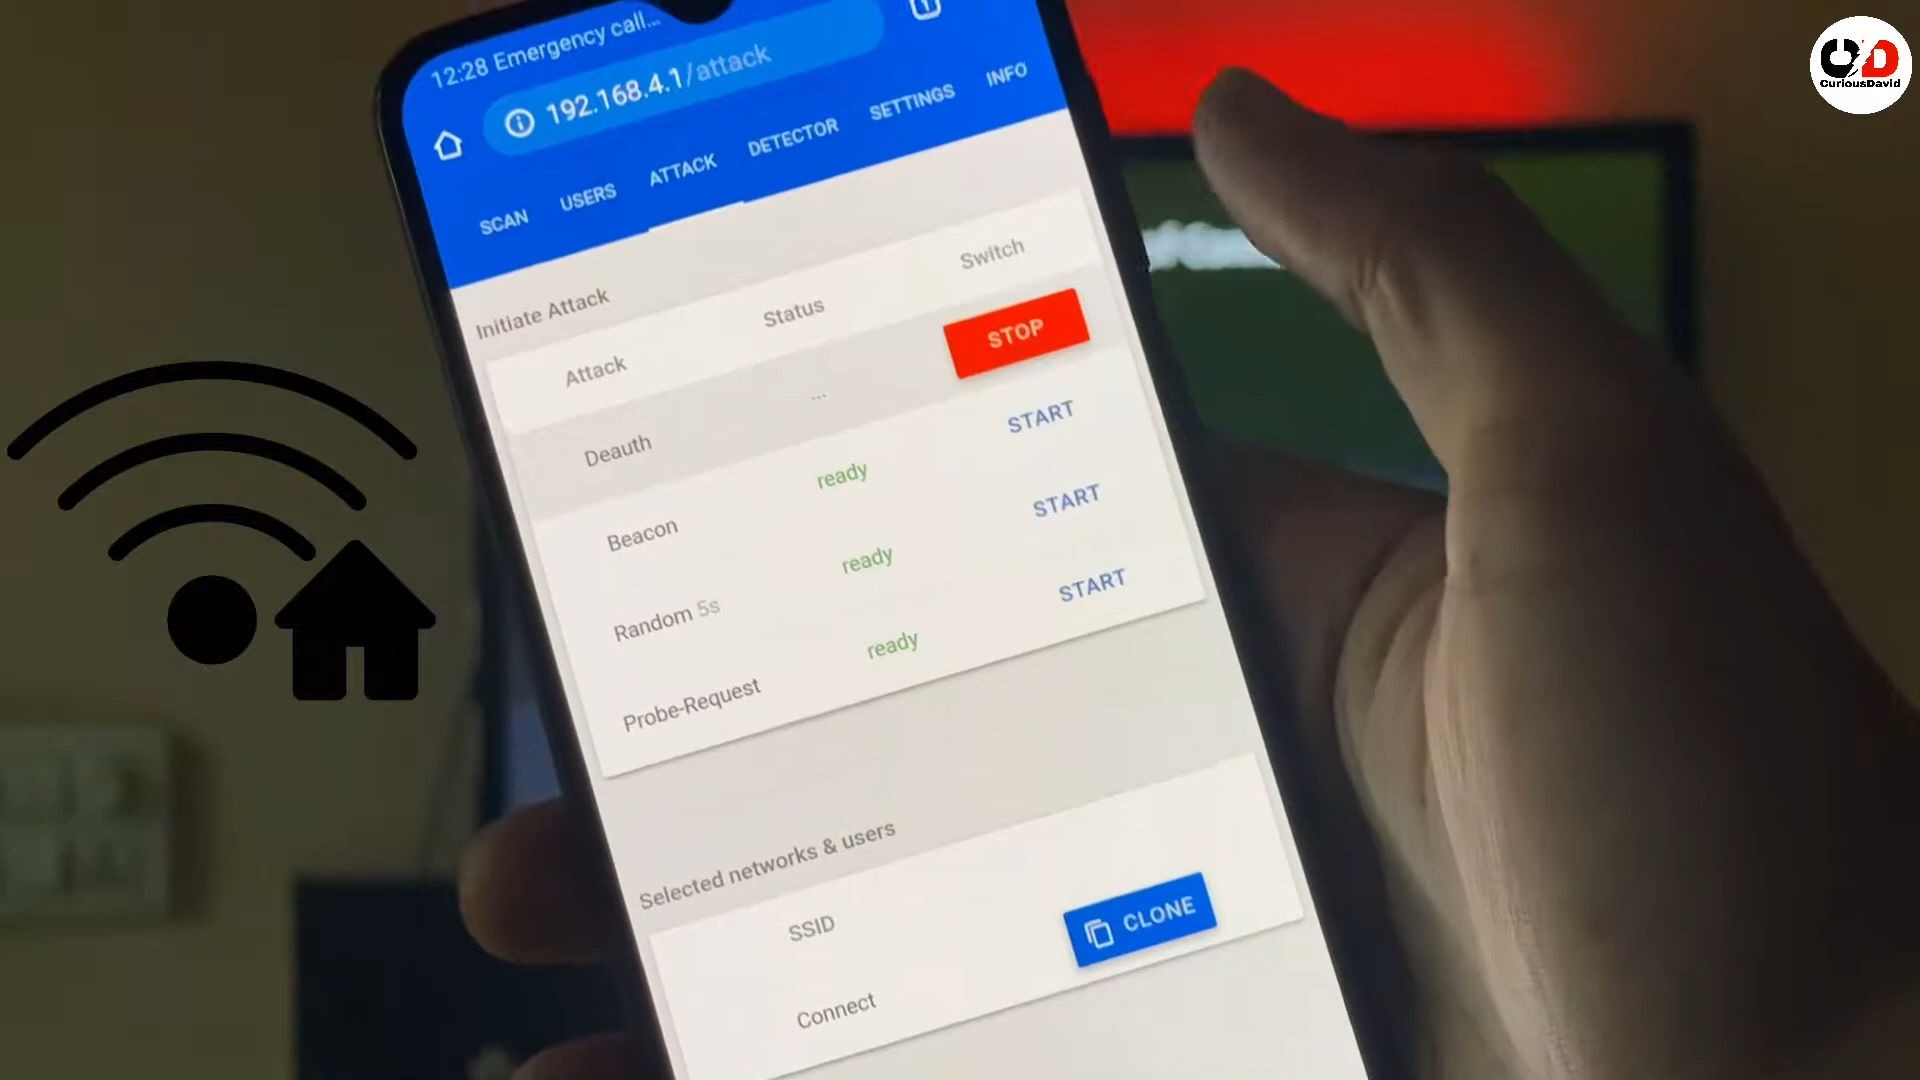 12:28 Emergency call...
192.168.4.1/attack
1
SCAN USERS ATTACK DETECTOR SETTINGS INFO
Initiate Attack
Attack Status Switch
Deauth ... STOP
Beacon ready START
Random 5s ready START
Probe-Request ready START
Selected networks & users
SSID
Connect CLONE
CD
CuriousDavid